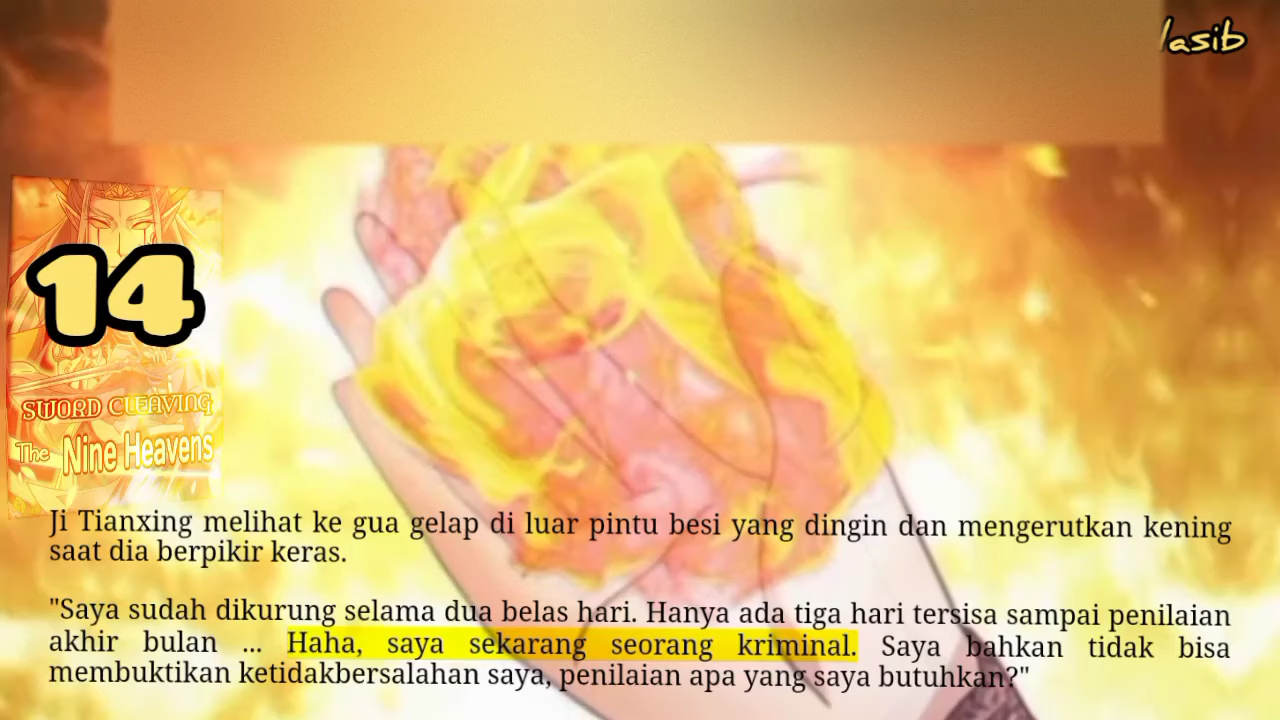 lasib
14
SWORD CLEAVING
The Nine Heavens
Ji Tianxing melihat ke gua gelap di luar pintu besi yang dingin dan mengerutkan kening
saat dia berpikir keras.
"Saya sudah dikurung selama dua belas hari. Hanya ada tiga hari tersisa sampai penilaian
akhir bulan ... Haha, saya sekarang seorang kriminal. Saya bahkan tidak bisa
membuktikan ketidakbersalahan saya, penilaian apa yang saya butuhkan?"